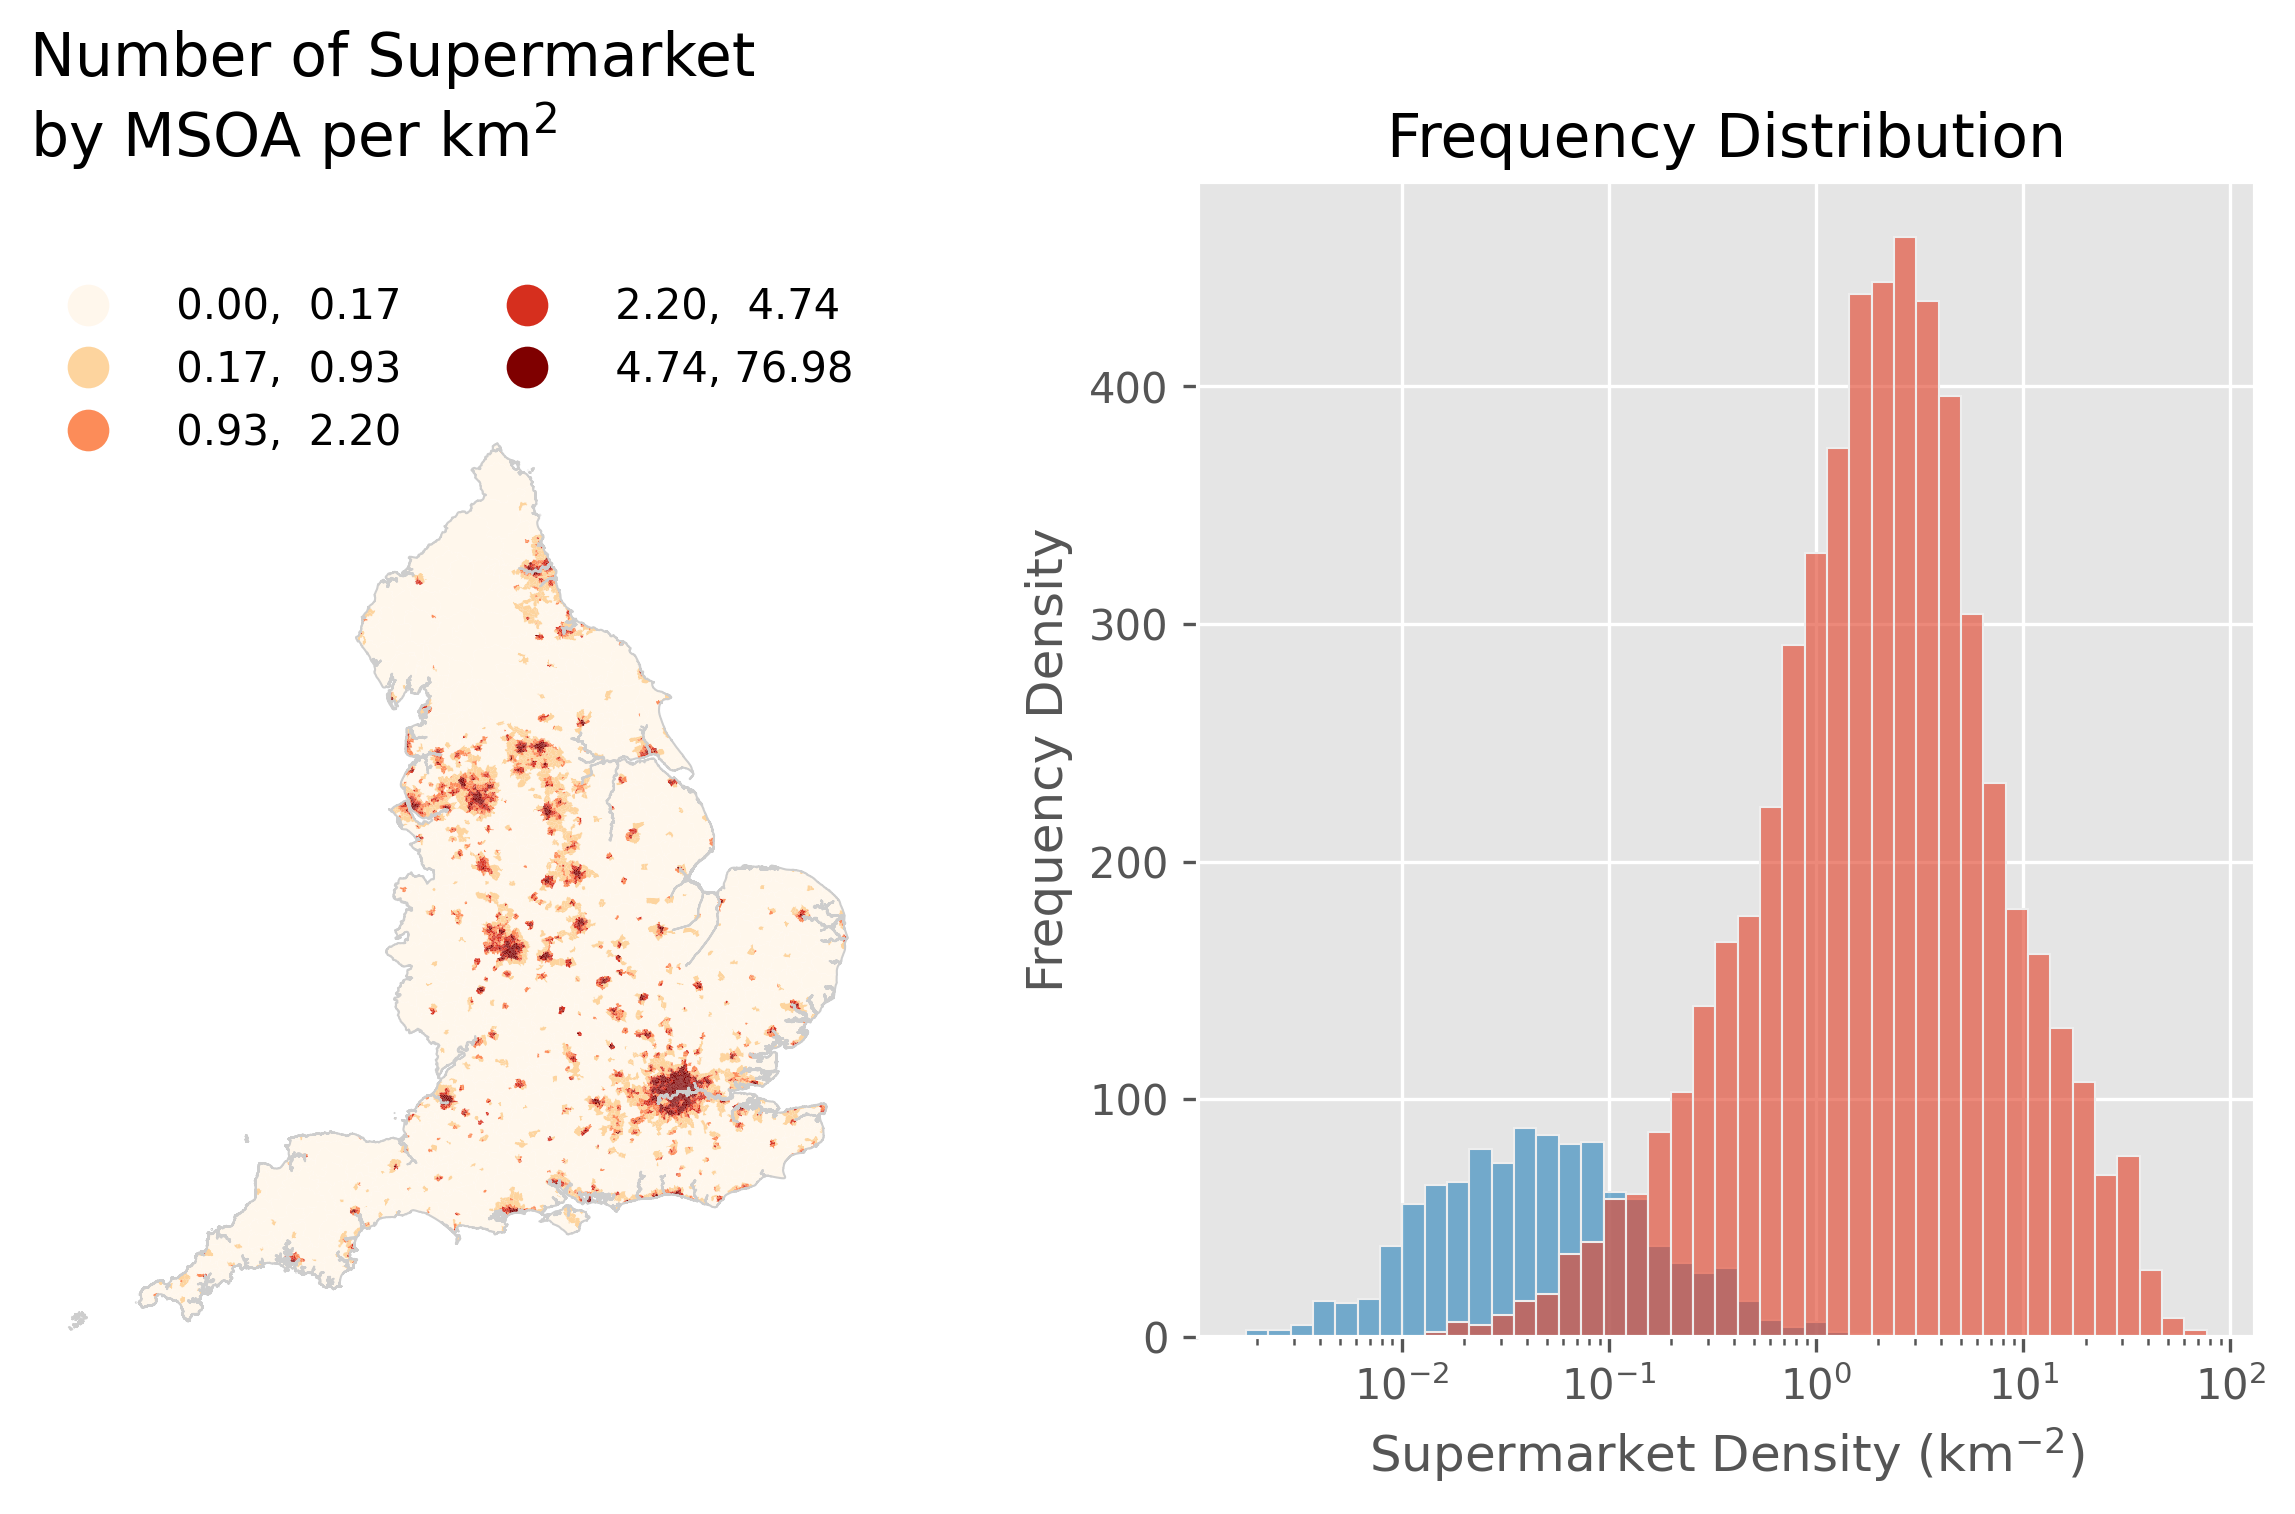 Number of Supermarket
by MSOA per km²
0.00, 0.17
0.17, 0.93
0.93, 2.20
2.20, 4.74
4.74, 76.98
Frequency Distribution
Frequency Density
400
300
200
100
0
10⁻² 10⁻¹ 10⁰ 10¹ 10²
Supermarket Density (km⁻²)